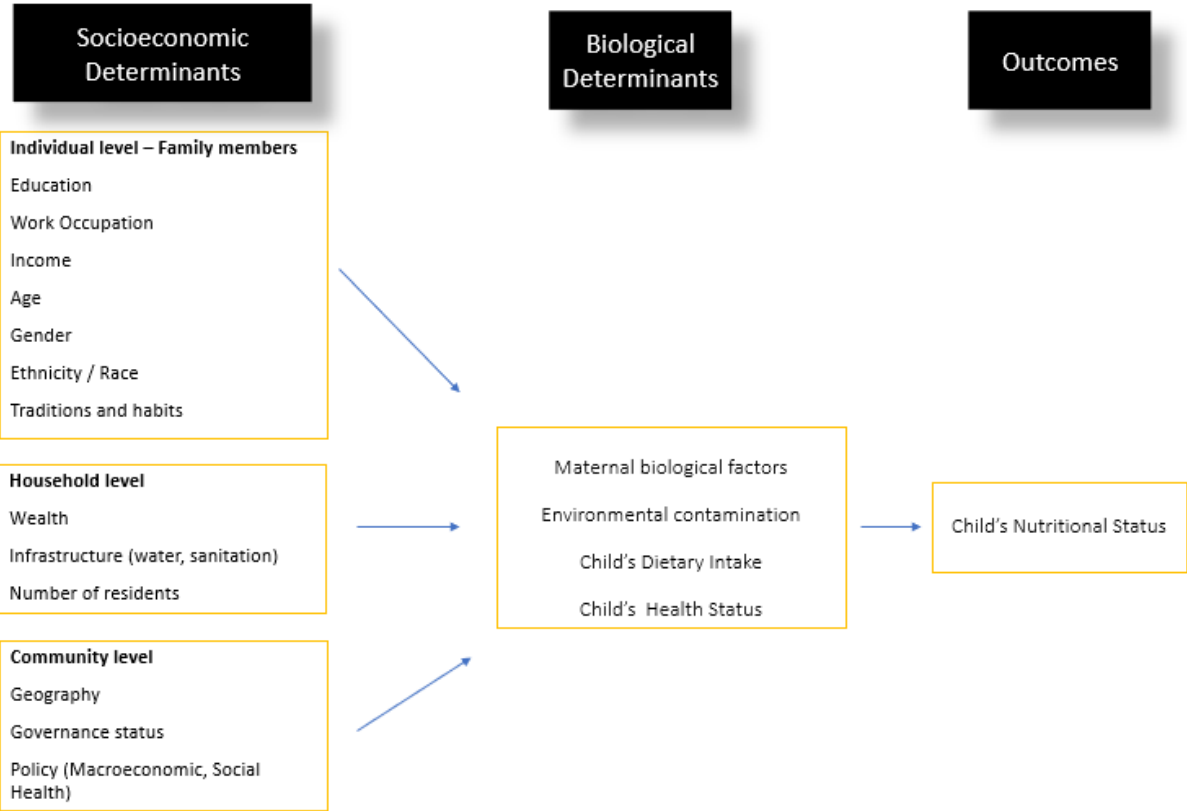 Socioeconomic
Determinants
Biological
Determinants
Outcomes
Individual level – Family members
Education
Work Occupation
Income
Age
Gender
Ethnicity / Race
Traditions and habits
Household level
Wealth
Infrastructure (water, sanitation)
Number of residents
Community level
Geography
Governance status
Policy (Macroeconomic, Social
Health)
Maternal biological factors
Environmental contamination
Child’s Dietary Intake
Child’s  Health Status
Child’s Nutritional Status